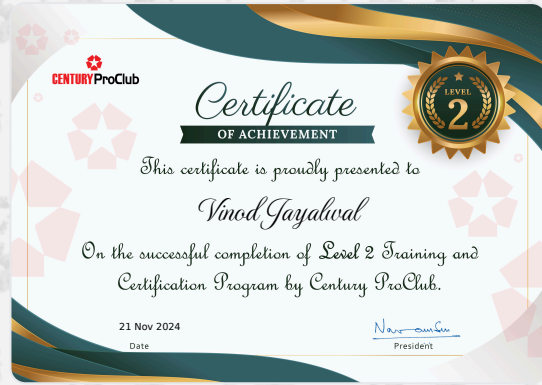 CENTURY ProClub
Certificate
OF ACHIEVEMENT
LEVEL
2
This certificate is proudly presented to
Vinod Jayalwal
On the successful completion of Level 2 Training and
Certification Program by Century ProClub.
21 Nov 2024
Date
President